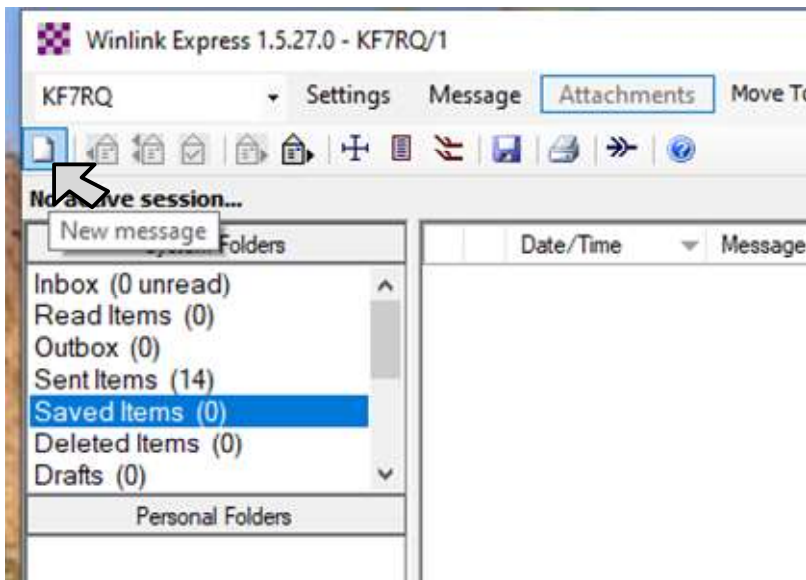 Winlink Express 1.5.27.0 - KF7RQ/1
KF7RQ Settings Message Attachments Move To
No active session...
New message
Folders
Date/Time Message
Inbox (0 unread)
Read Items (0)
Outbox (0)
Sent Items (14)
Saved Items (0)
Deleted Items (0)
Drafts (0)
Personal Folders